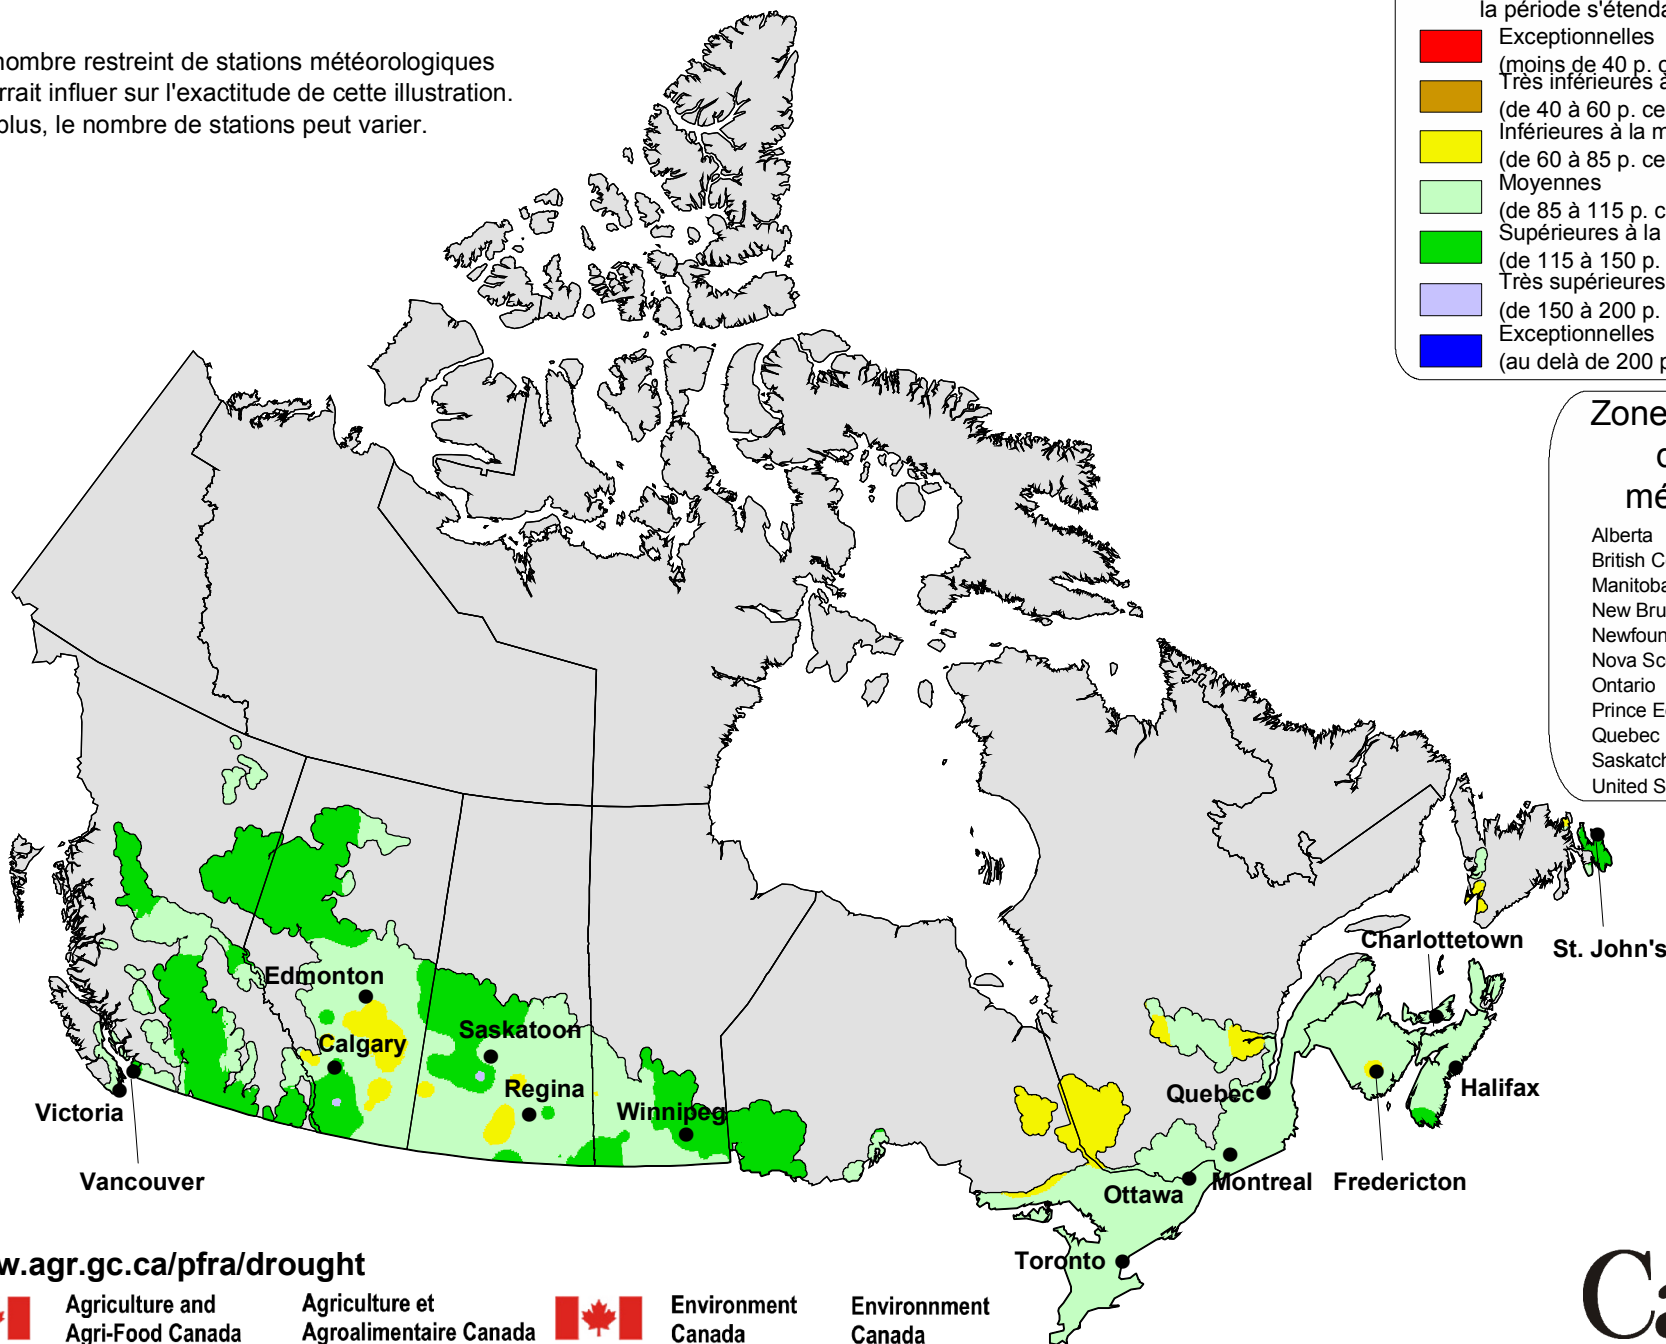 la période s'étenda
Exceptionnelles
(moins de 40 p. c
Très inférieures à
(de 40 à 60 p. ce
Inférieures à la m
(de 60 à 85 p. ce
Moyennes
(de 85 à 115 p. c
Supérieures à la
(de 115 à 150 p.
Très supérieures
(de 150 à 200 p.
Exceptionnelles
(au delà de 200 p
nombre restreint de stations météorologiques
rrait influer sur l'exactitude de cette illustration.
plus, le nombre de stations peut varier.
Zone
mé
Alberta
British C
Manitoba
New Bru
Newfoun
Nova Sc
Ontario
Prince E
Quebec
Saskatch
United S
Charlottetown
St. John's
Edmonton
Saskatoon
Calgary
Regina
Winnipeg
Quebec
Halifax
Victoria
Vancouver
Ottawa
Montreal
Fredericton
Toronto
w.agr.gc.ca/pfra/drought
Agriculture and
Agri-Food Canada
Agriculture et
Agroalimentaire Canada
Environment
Canada
Environnment
Canada
Ca